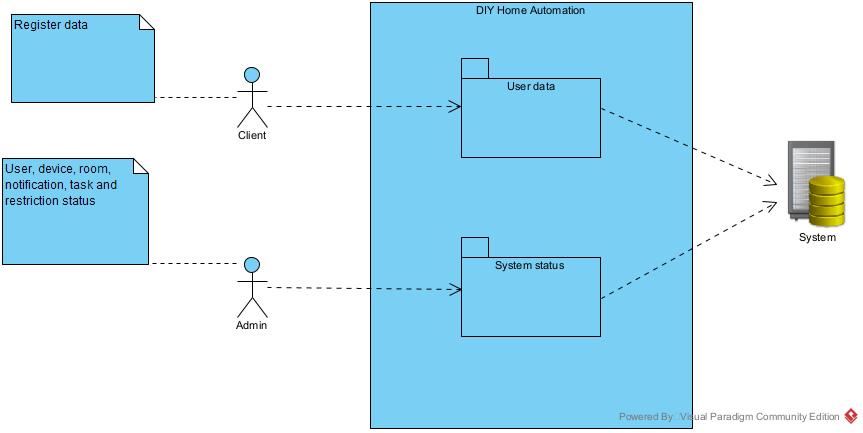 DIY Home Automation
Register data
User data
Client
User, device, room,
notification, task and
restriction status
System
System status
Admin
Powered By: Visual Paradigm Community Edition